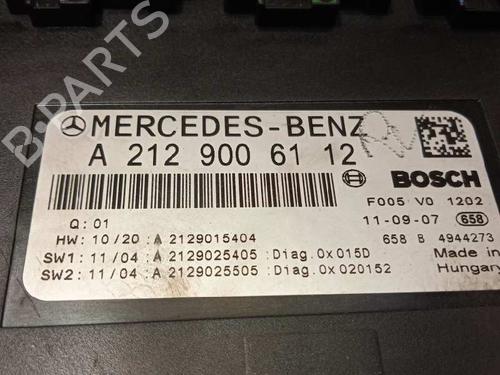 MERCEDES-BENZ
A 212 900 61 12
BOSCH
Q: 01
F005 V0 1202
11-09-07 658
HW: 10/20 :A 2129015404
658 B 4944273
SW1: 11/04 :A 2129025405 :Diag.0x015D
Made in
SW2: 11/04 :A 2129025505 :Diag.0x020152
Hungary
B-PARTS